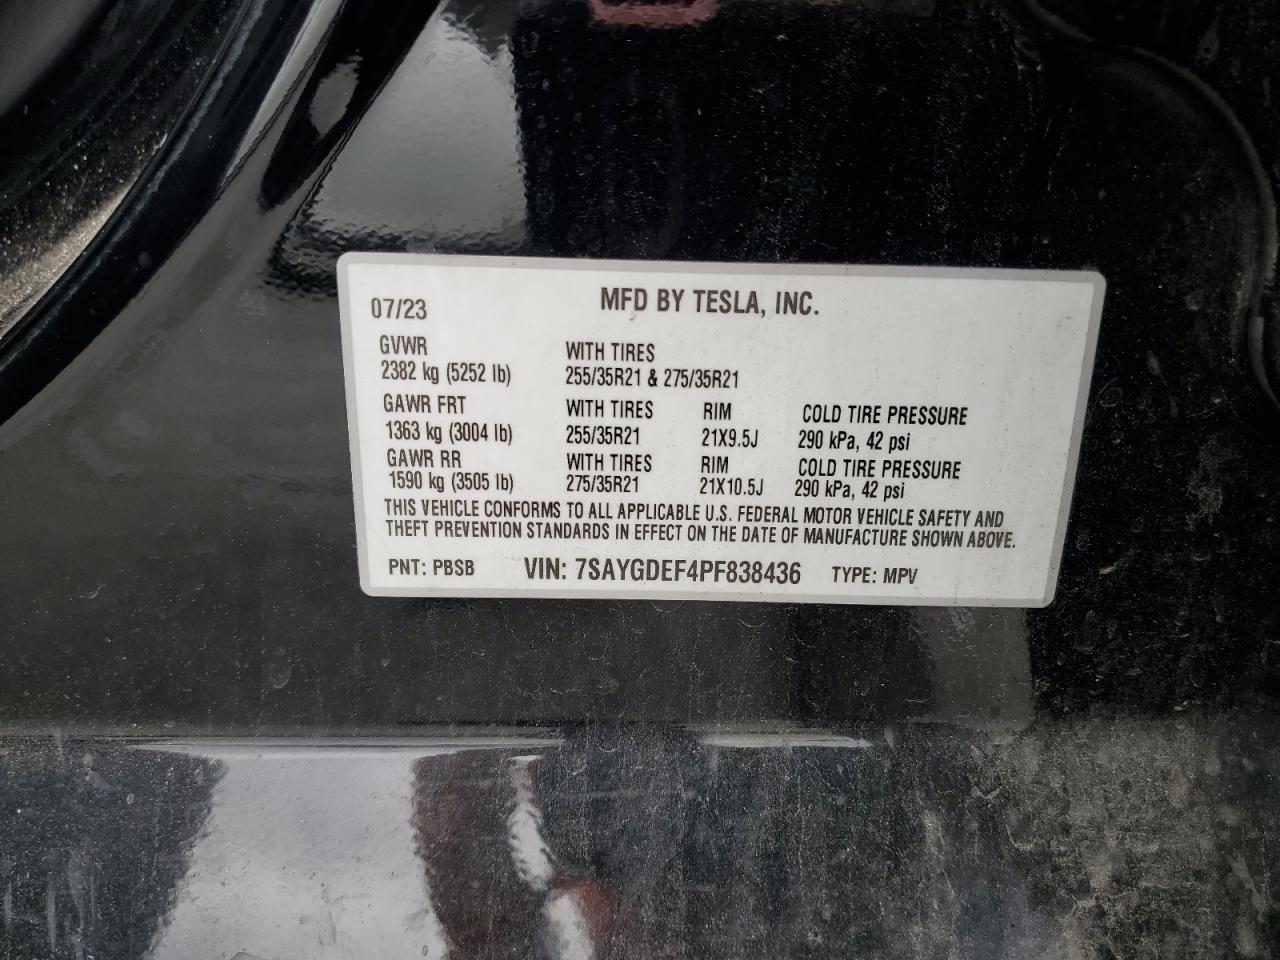 07/23 MFD BY TESLA, INC.
GVWR WITH TIRES
2382 kg (5252 lb) 255/35R21 & 275/35R21
GAWR FRT WITH TIRES RIM COLD TIRE PRESSURE
1363 kg (3004 lb) 255/35R21 21X9.5J 290 kPa, 42 psi
GAWR RR WITH TIRES RIM COLD TIRE PRESSURE
1590 kg (3505 lb) 275/35R21 21X10.5J 290 kPa, 42 psi
THIS VEHICLE CONFORMS TO ALL APPLICABLE U.S. FEDERAL MOTOR VEHICLE SAFETY AND
THEFT PREVENTION STANDARDS IN EFFECT ON THE DATE OF MANUFACTURE SHOWN ABOVE.
PNT: PBSB VIN: 7SAYGDEF4PF838436 TYPE: MPV